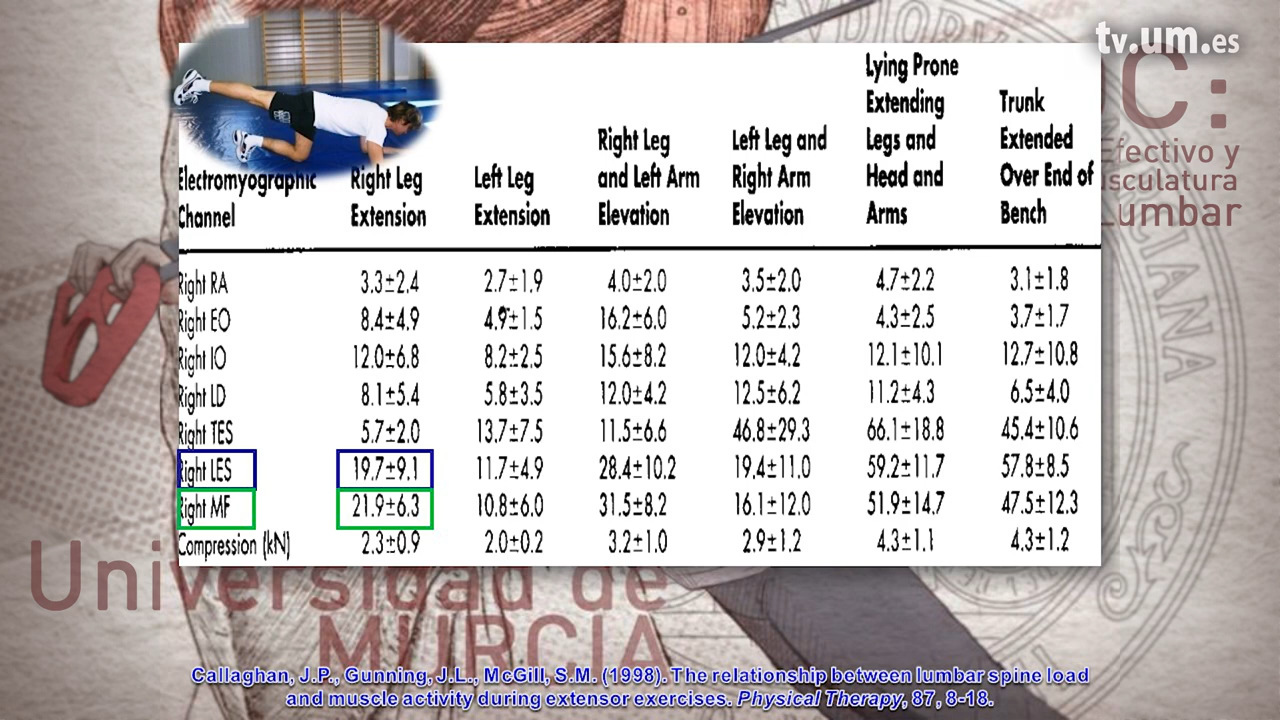 tv.um.es
C:
Efectivo y
usculatura
Lumbar
Electromyographic Channel
Right Leg Extension
Left Leg Extension
Right Leg and Left Arm Elevation
Left Leg and Right Arm Elevation
Lying Prone Extending Legs and Head and Arms
Trunk Extended Over End of Bench
Right RA 3.3±2.4 2.7±1.9 4.0±2.0 3.5±2.0 4.7±2.2 3.1±1.8
Right EO 8.4±4.9 4.9±1.5 16.2±6.0 5.2±2.3 4.3±2.5 3.7±1.7
Right IO 12.0±6.8 8.2±2.5 15.6±8.2 12.0±4.2 12.1±10.1 12.7±10.8
Right LD 8.1±5.4 5.8±3.5 12.0±4.2 12.5±6.2 11.2±4.3 6.5±4.0
Right TES 5.7±2.0 13.7±7.5 11.5±6.6 46.8±29.3 66.1±18.8 45.4±10.6
Right LES 19.7±9.1 11.7±4.9 28.4±10.2 19.4±11.0 59.2±11.7 57.8±8.5
Right MF 21.9±6.3 10.8±6.0 31.5±8.2 16.1±12.0 51.9±14.7 47.5±12.3
Compression (kN) 2.3±0.9 2.0±0.2 3.2±1.0 2.9±1.2 4.3±1.1 4.3±1.2
Universidad de
MURCIA
Callaghan, J.P., Gunning, J.L., McGill, S.M. (1998). The relationship between lumbar spine load
and muscle activity during extensor exercises. Physical Therapy, 87, 8-18.